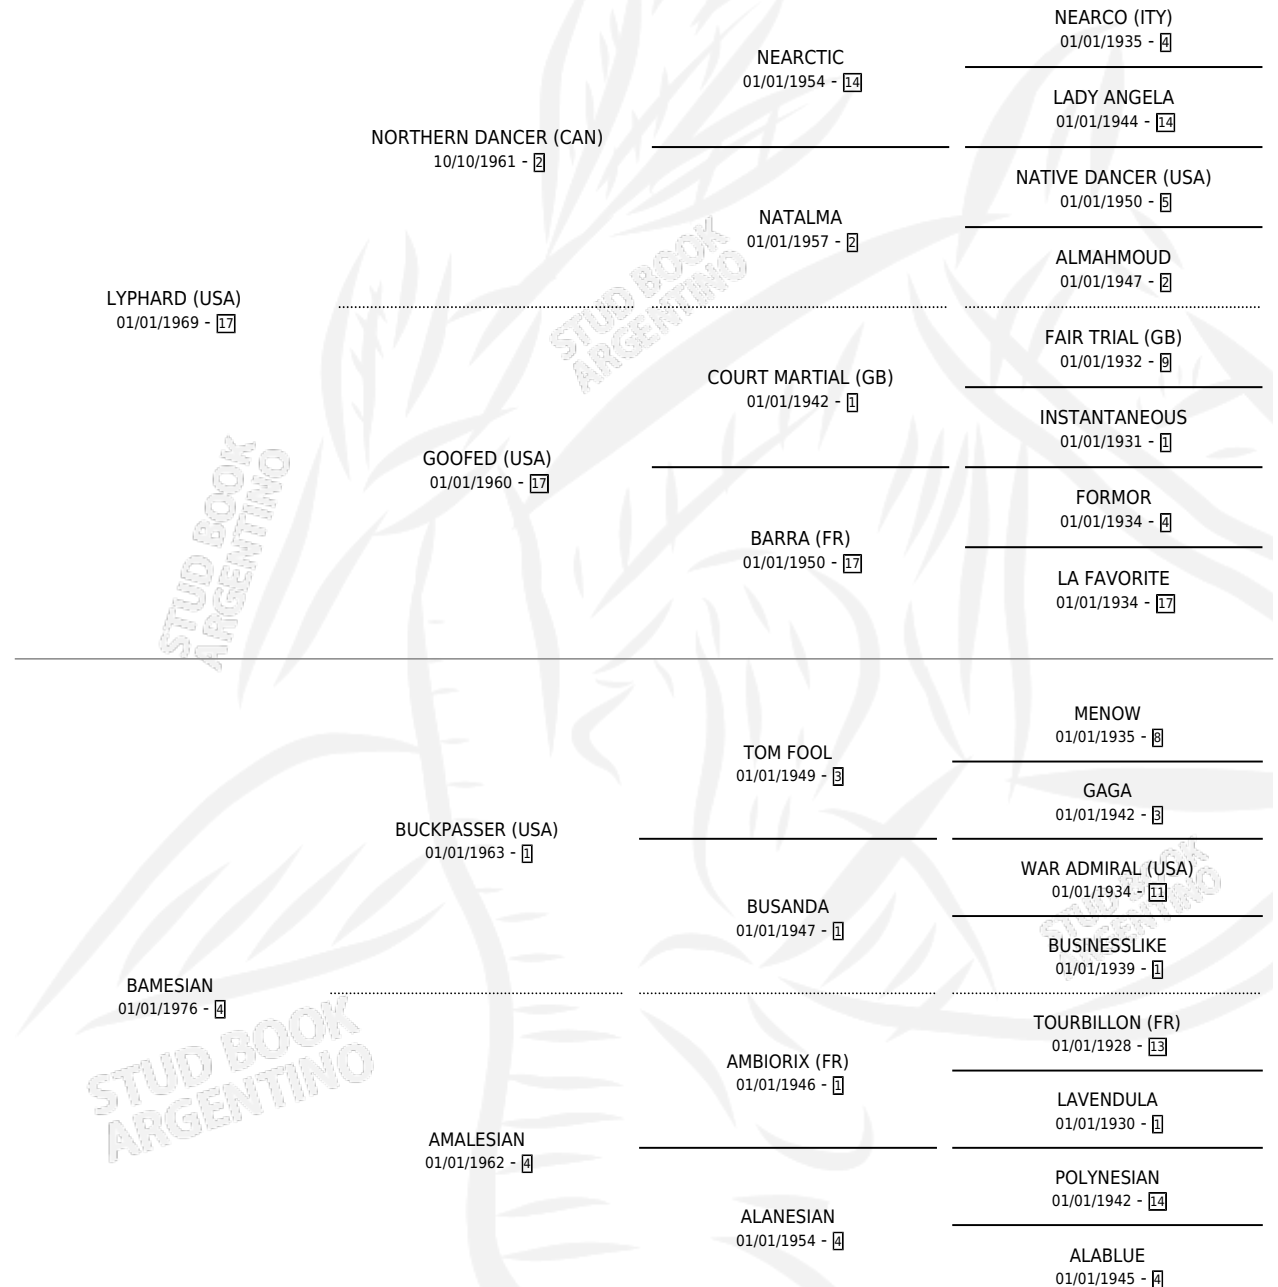 NEARCO (ITY)
01/01/1935 - 4
NEARCTIC
01/01/1954 - 14
LADY ANGELA
01/01/1944 - 14
NORTHERN DANCER (CAN)
10/10/1961 - 2
NATIVE DANCER (USA)
01/01/1950 - 5
NATALMA
01/01/1957 - 2
ALMAHMOUD
01/01/1947 - 2
LYPHARD (USA)
01/01/1969 - 17
STUD BOOK
ARGENTINO
FAIR TRIAL (GB)
01/01/1932 - 9
COURT MARTIAL (GB)
01/01/1942 - 1
INSTANTANEOUS
01/01/1931 - 1
GOOFED (USA)
01/01/1960 - 17
FORMOR
01/01/1934 - 4
BARRA (FR)
01/01/1950 - 17
LA FAVORITE
01/01/1934 - 17
STUD BOOK
ARGENTINO
MENOW
01/01/1935 - 8
TOM FOOL
01/01/1949 - 3
GAGA
01/01/1942 - 3
BUCKPASSER (USA)
01/01/1963 - 1
WAR ADMIRAL (USA)
01/01/1934 - 11
STUD BOOK
ARGENTINO
BUSANDA
01/01/1947 - 1
BUSINESSLIKE
01/01/1939 - 1
BAMESIAN
01/01/1976 - 4
STUD BOOK
ARGENTINO
TOURBILLON (FR)
01/01/1928 - 13
AMBIORIX (FR)
01/01/1946 - 1
LAVENDULA
01/01/1930 - 1
AMALESIAN
01/01/1962 - 4
POLYNESIAN
01/01/1942 - 14
ALANESIAN
01/01/1954 - 4
ALABLUE
01/01/1945 - 4